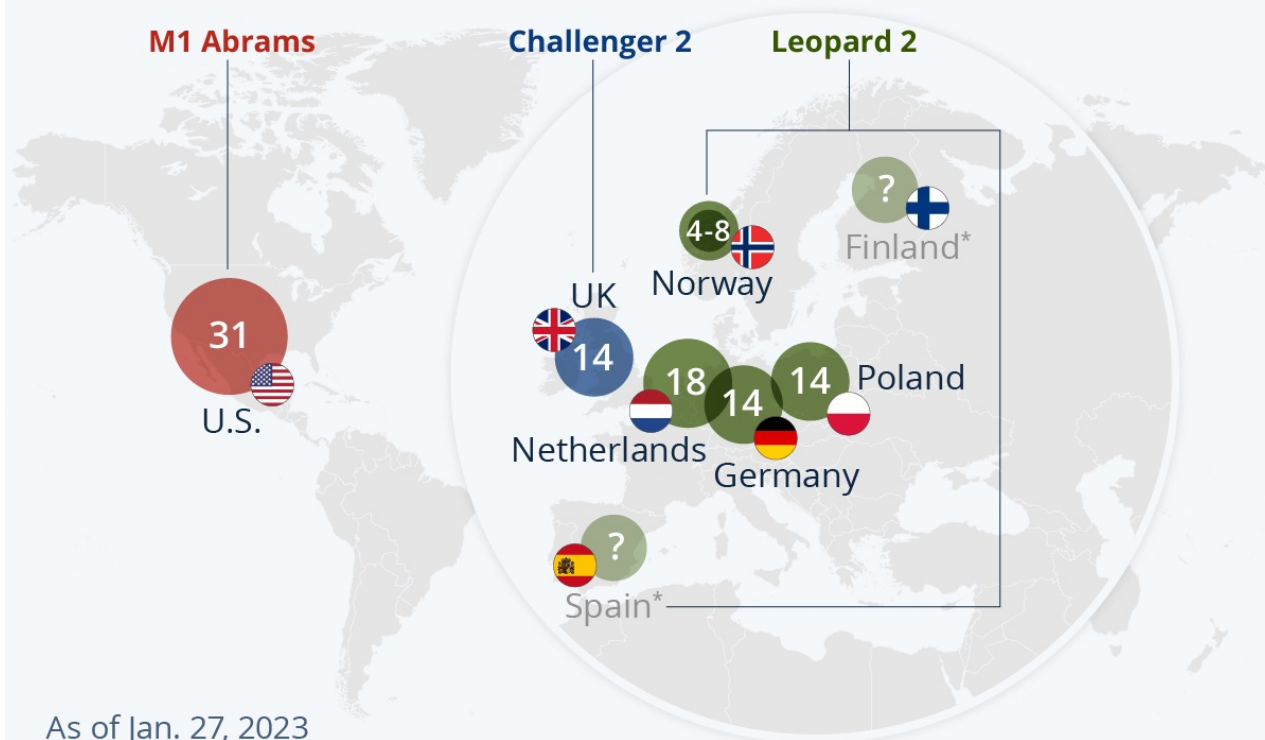 M1 Abrams
Challenger 2
Leopard 2
?
Finland*
4-8
Norway
UK
31
14
18
14
14
Poland
U.S.
Netherlands
Germany
?
Spain*
As of Jan. 27, 2023